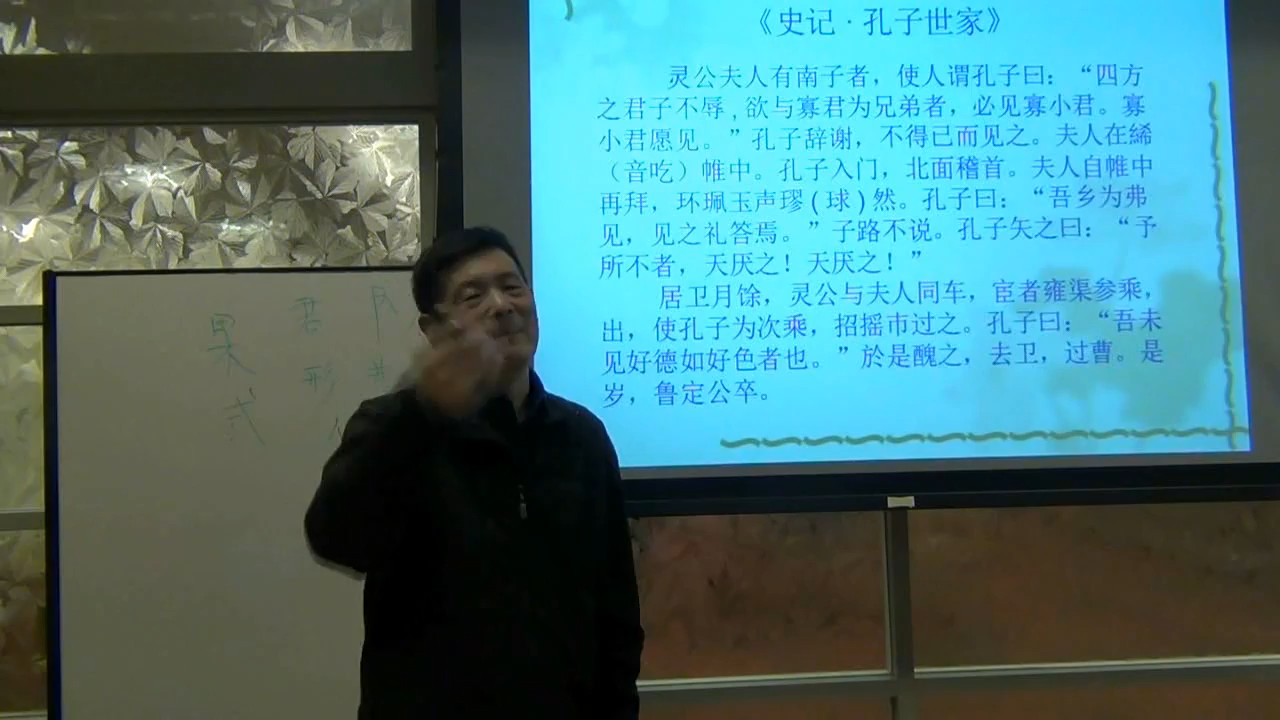 《史记·孔子世家》
灵公夫人有南子者，使人谓孔子曰：“四方
之君子不辱,欲与寡君为兄弟者，必见寡小君。寡
小君愿见。”孔子辞谢，不得已而见之。夫人在絺
（音吃）帷中。孔子入门，北面稽首。夫人自帷中
再拜，环珮玉声璆(球)然。孔子曰：“吾乡为弗
见，见之礼答焉。”子路不说。孔子矢之曰：“予
所不者，天厌之！天厌之！”
居卫月馀，灵公与夫人同车，宦者雍渠参乘，
出，使孔子为次乘，招摇市过之。孔子曰：“吾未
见好德如好色者也。”於是醜之，去卫，过曹。是
岁，鲁定公卒。
君
形
果
式